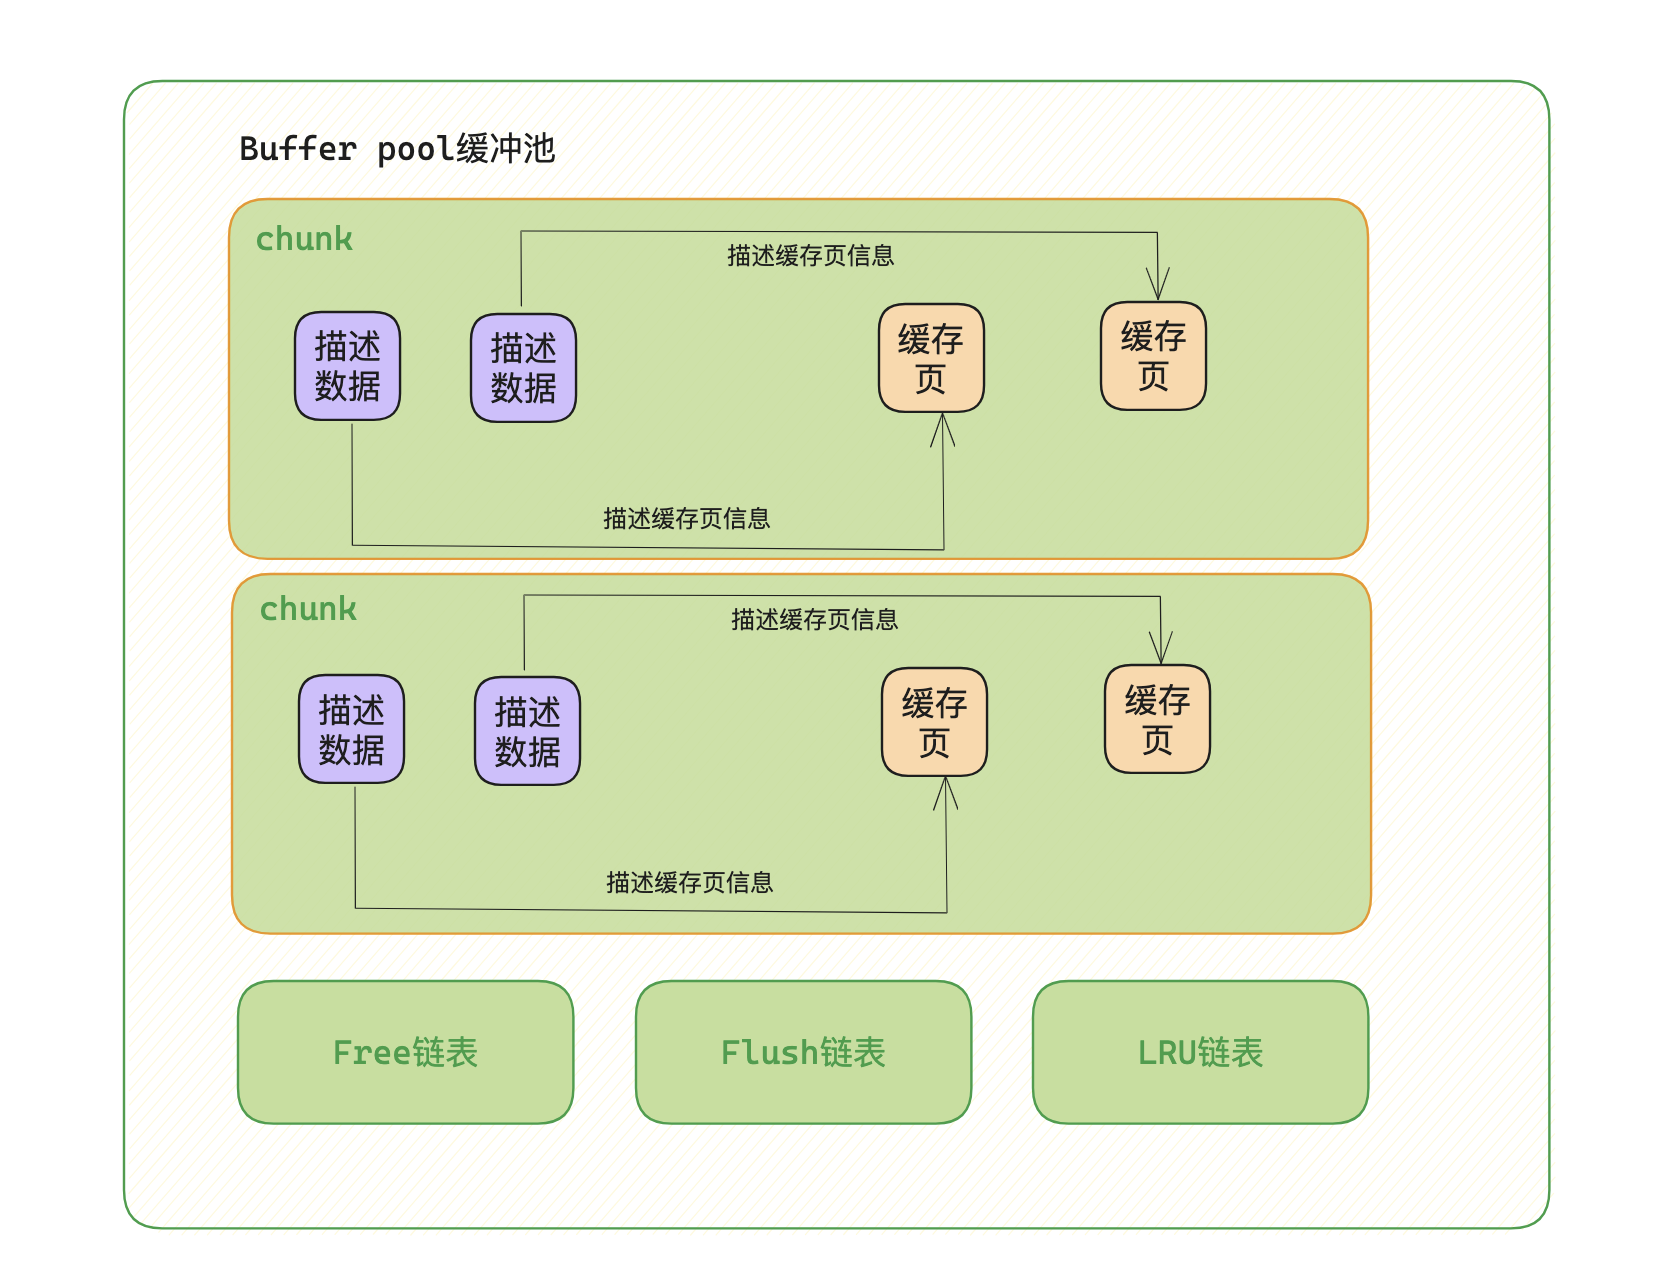 Buffer pool缓冲池
chunk
描述缓存页信息
描述
数据
描述
数据
缓存
页
缓存
页
描述缓存页信息
chunk
描述缓存页信息
描述
数据
描述
数据
缓存
页
缓存
页
描述缓存页信息
Free链表
Flush链表
LRU链表